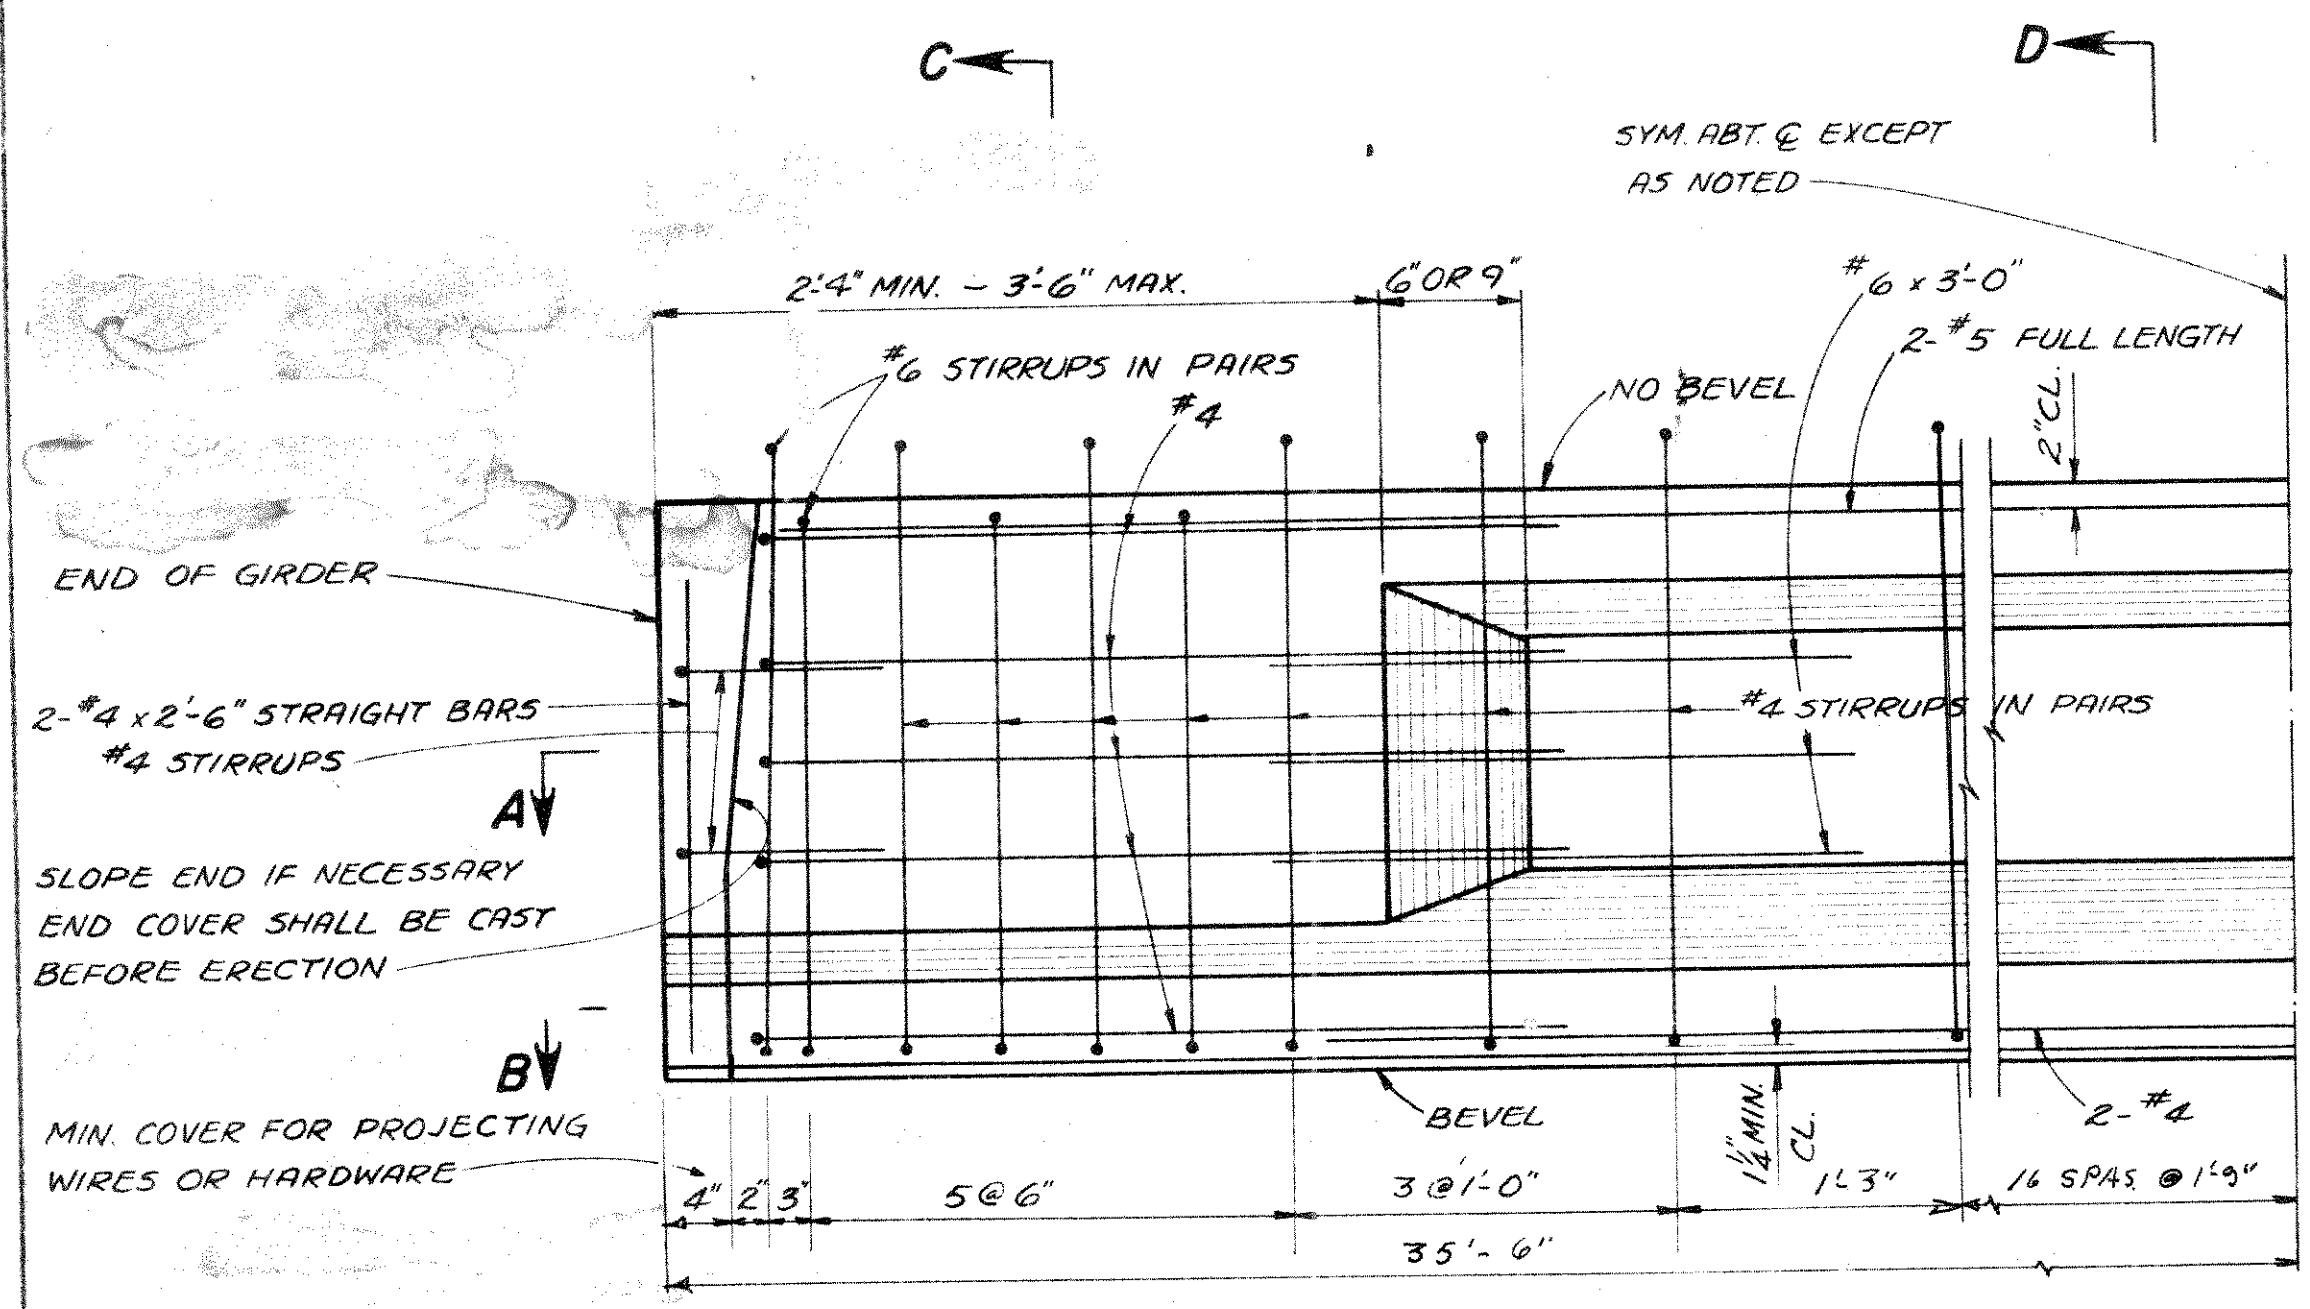 C
D
SYM. ABT. ℄ EXCEPT
AS NOTED
2'-4" MIN. - 3'-6" MAX.
6" OR 9"
#6 x 3'-0"
2-#5 FULL LENGTH
#6 STIRRUPS IN PAIRS
#4
NO BEVEL
2" CL.
END OF GIRDER
2-#4 x 2'-6" STRAIGHT BARS
#4 STIRRUPS
#4 STIRRUPS IN PAIRS
A
SLOPE END IF NECESSARY
END COVER SHALL BE CAST
BEFORE ERECTION
B
MIN. COVER FOR PROJECTING
WIRES OR HARDWARE
BEVEL
1¼" MIN.
CL.
2-#4
4"
2"
3"
5 @ 6"
3 @ 1'-0"
1'-3"
16 SPAS. @ 1'-9"
35'-6"